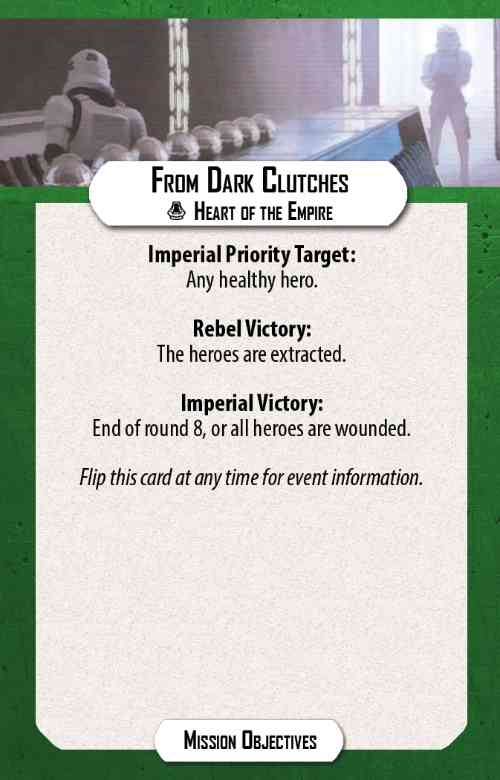 From Dark Clutches
Heart of the Empire
Imperial Priority Target:
Any healthy hero.
Rebel Victory:
The heroes are extracted.
Imperial Victory:
End of round 8, or all heroes are wounded.
Flip this card at any time for event information.
Mission Objectives